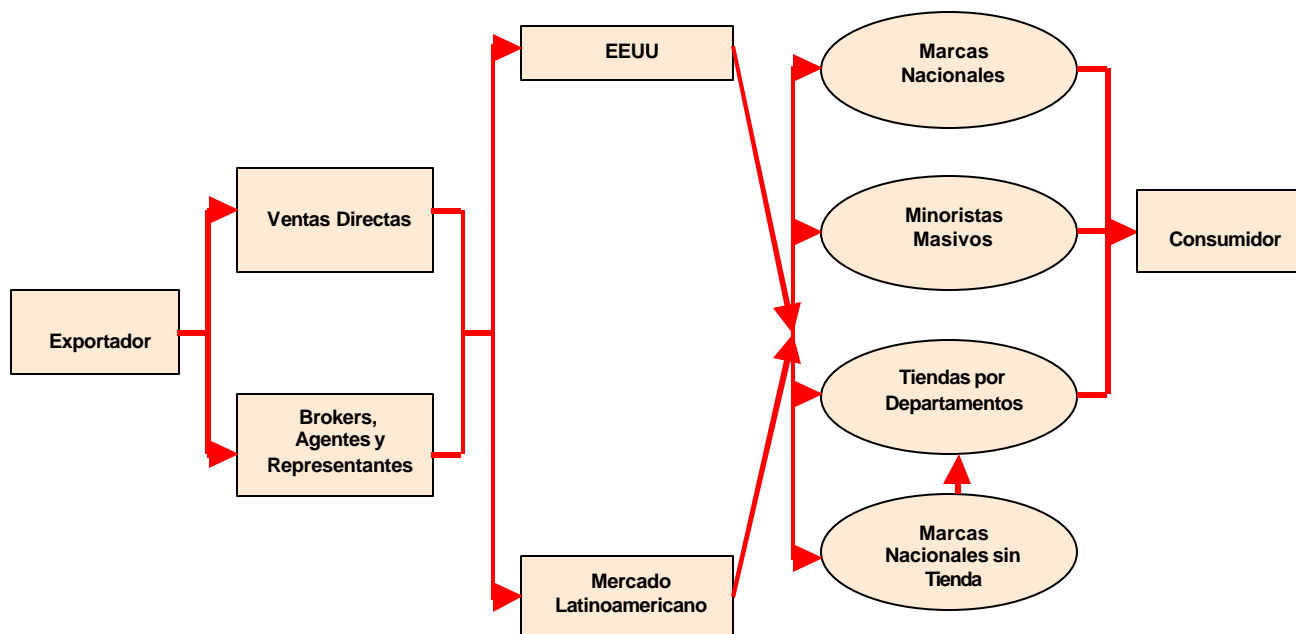 Exportador
Ventas Directas
Brokers,
Agentes y
Representantes
EEUU
Mercado
Latinoamericano
Marcas
Nacionales
Minoristas
Masivos
Tiendas por
Departamentos
Marcas
Nacionales sin
Tienda
Consumidor